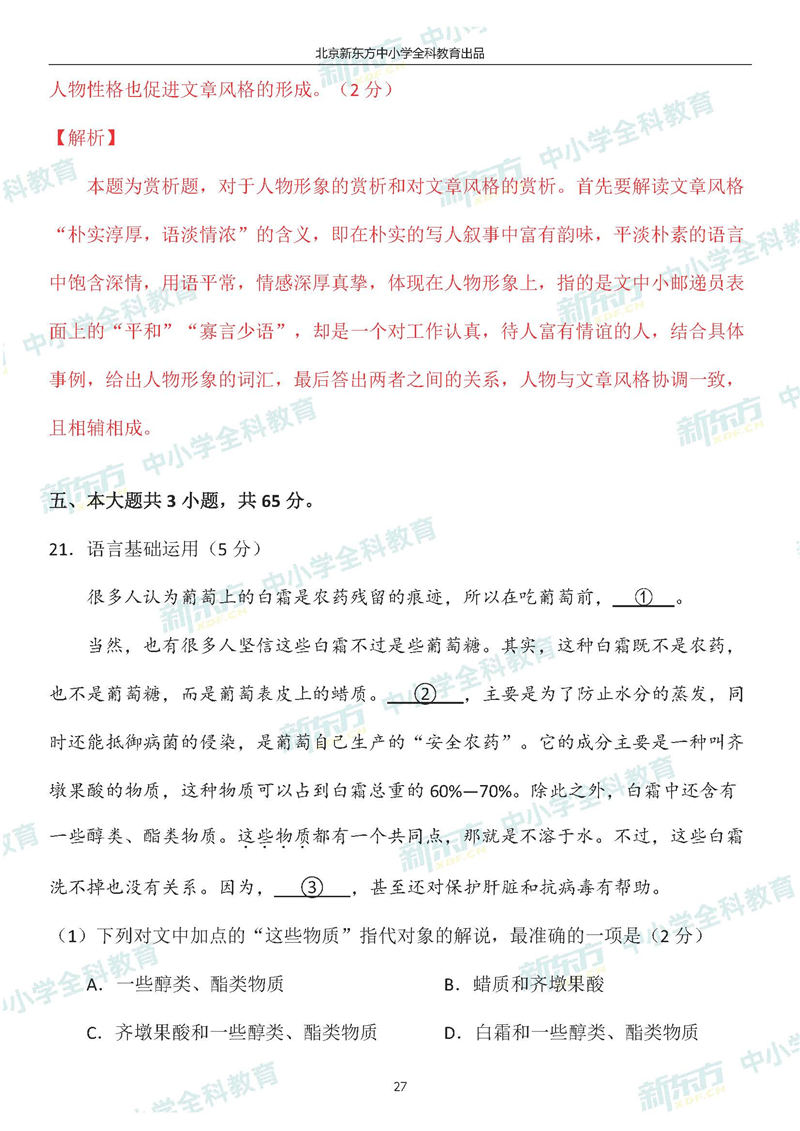 北京新东方中小学全科教育出品
人物性格也促进文章风格的形成。（2 分）
【解析】
本题为赏析题，对于人物形象的赏析和对文章风格的赏析。首先要解读文章风格
“朴实淳厚，语淡情浓”的含义，即在朴实的写人叙事中富有韵味，平淡朴素的语言
中饱含深情，用语平常，情感深厚真挚，体现在人物形象上，指的是文中小邮递员表
面上的“平和”“寡言少语”，却是一个对工作认真，待人富有情谊的人，结合具体
事例，给出人物形象的词汇，最后答出两者之间的关系，人物与文章风格协调一致，
且相辅相成。
五、本大题共 3 小题，共 65 分。
21．语言基础运用（5 分）
很多人认为葡萄上的白霜是农药残留的痕迹，所以在吃葡萄前，＿①＿。
当然，也有很多人坚信这些白霜不过是些葡萄糖。其实，这种白霜既不是农药，
也不是葡萄糖，而是葡萄表皮上的蜡质。＿②＿，主要是为了防止水分的蒸发，同
时还能抵御病菌的侵染，是葡萄自己生产的“安全农药”。它的成分主要是一种叫齐
墩果酸的物质，这种物质可以占到白霜总重的 60%—70%。除此之外，白霜中还含有
一些醇类、酯类物质。这些物质都有一个共同点，那就是不溶于水。不过，这些白霜
洗不掉也没有关系。因为，＿③＿，甚至还对保护肝脏和抗病毒有帮助。
（1）下列对文中加点的“这些物质”指代对象的解说，最准确的一项是（2 分）
A．一些醇类、酯类物质 B．蜡质和齐墩果酸
C．齐墩果酸和一些醇类、酯类物质 D．白霜和一些醇类、酯类物质
27
新东方 XDF.CN 中小学全科教育